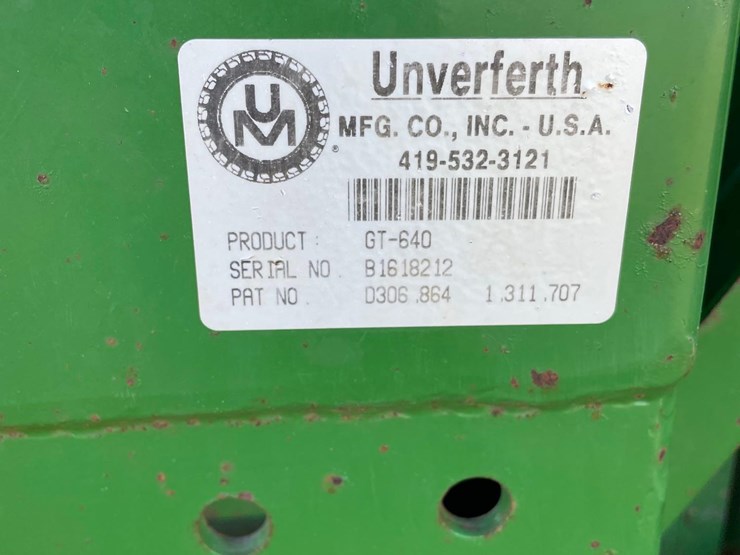 UM
Unverferth
MFG. CO., INC. - U.S.A.
419-532-3121
PRODUCT: GT-640
SERIAL NO. B1618212
PAT NO. D306.864 1.311.707